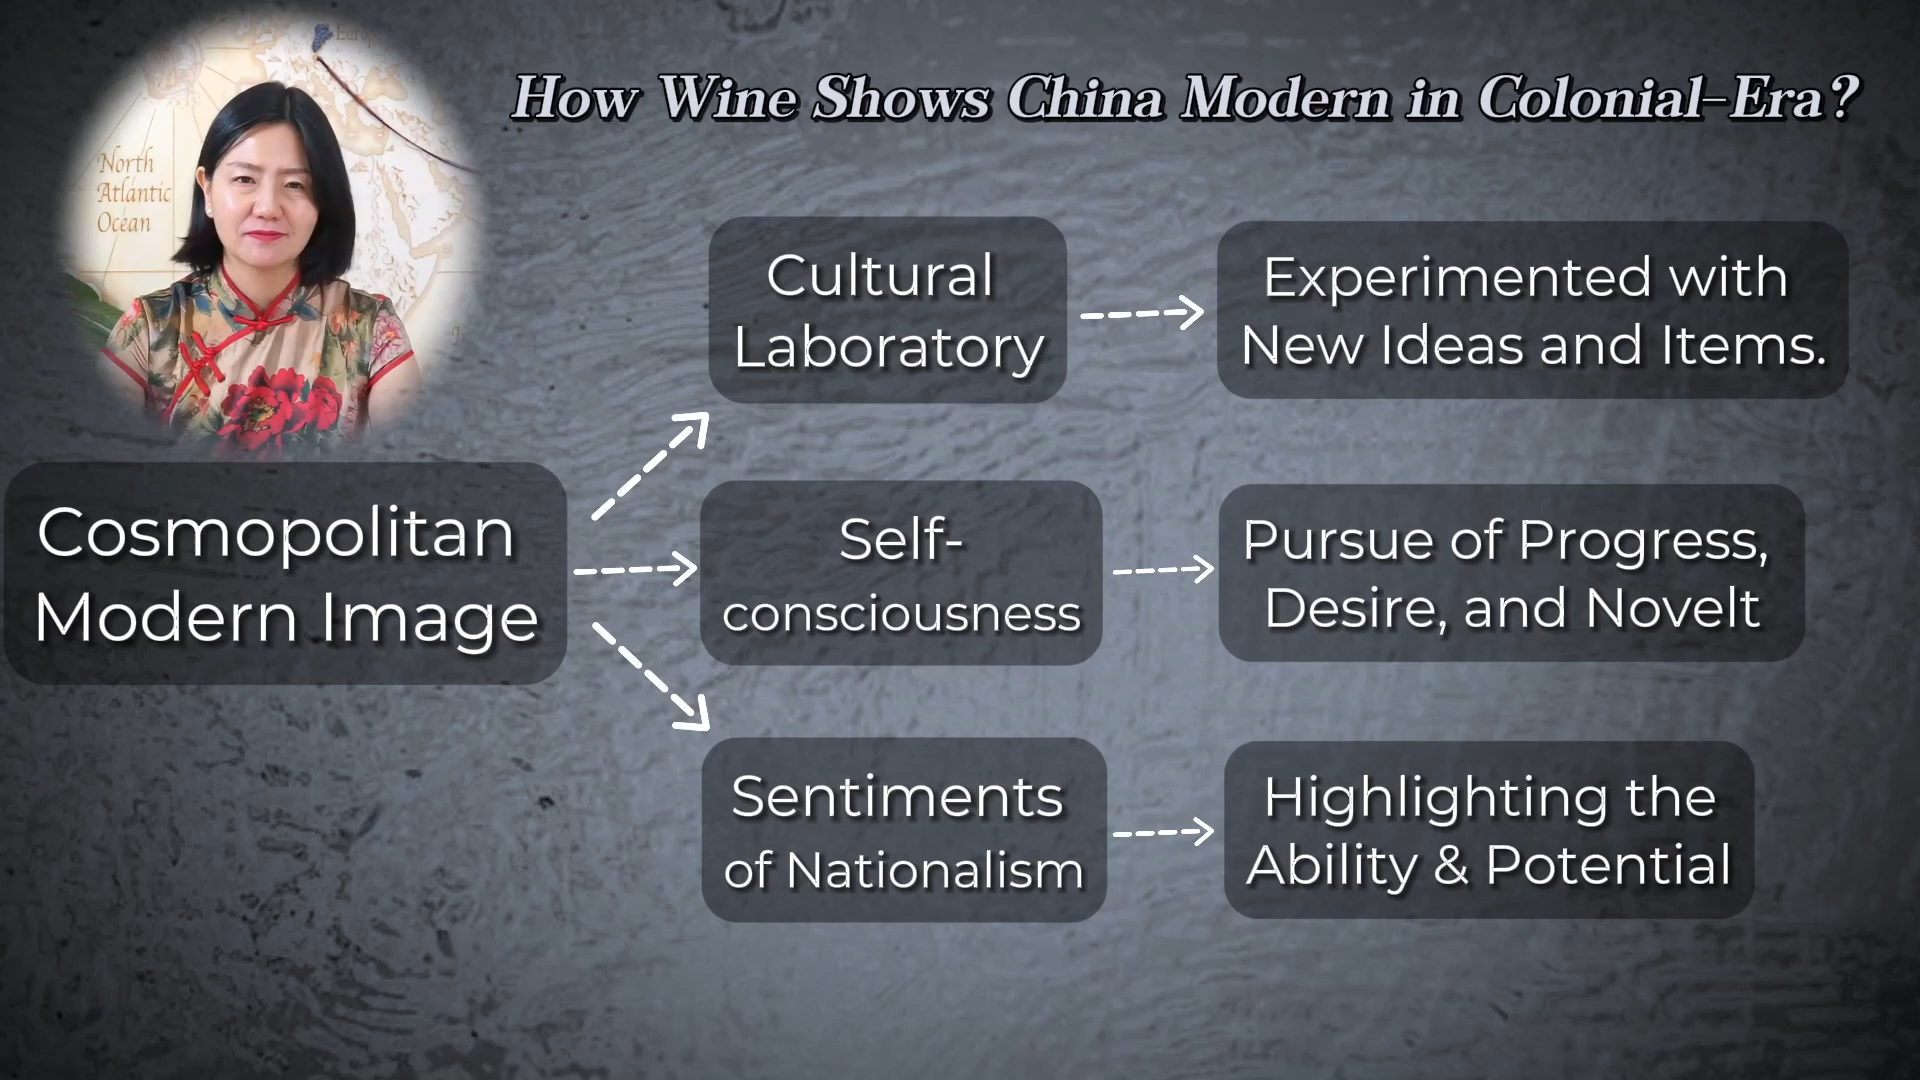 How Wine Shows China Modern in Colonial-Era?
North
Atlantic
Ocean
Cosmopolitan
Modern Image
Cultural
Laboratory
Experimented with
New Ideas and Items.
Self-
consciousness
Pursue of Progress,
Desire, and Novelt
Sentiments
of Nationalism
Highlighting the
Ability & Potential